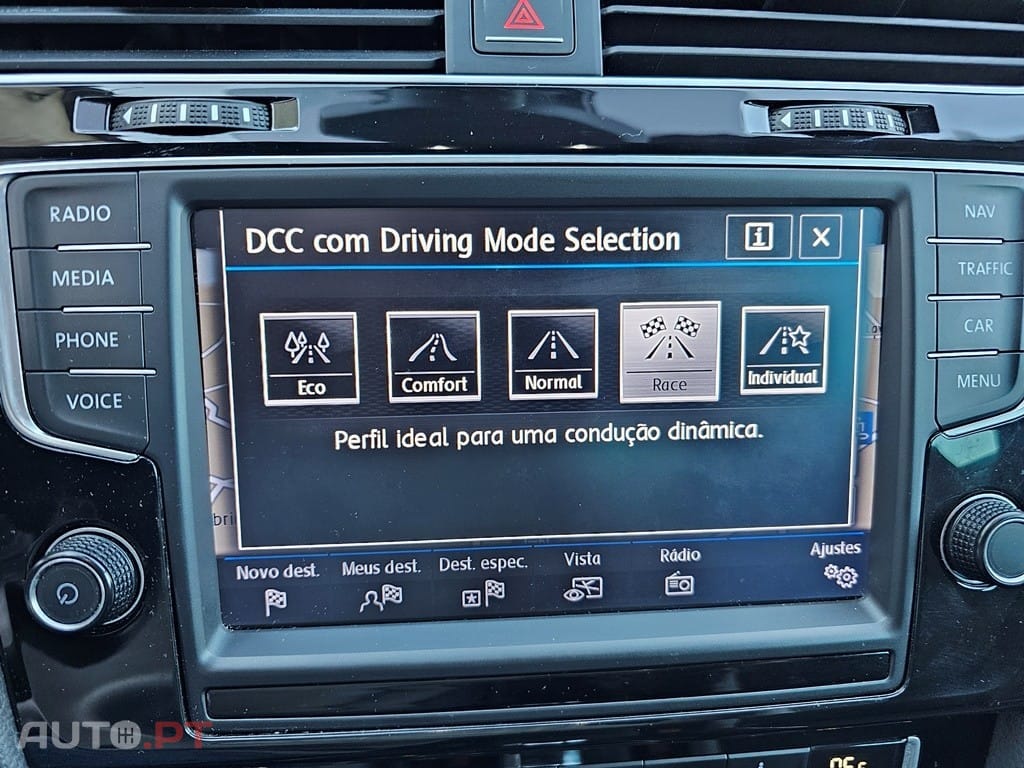 RADIO
MEDIA
PHONE
VOICE
NAV
TRAFFIC
CAR
MENU
DCC com Driving Mode Selection
i X
Eco Comfort Normal Race Individual
Perfil ideal para uma condução dinâmica.
bri
Novo dest. Meus dest. Dest. espec. Vista Rádio Ajustes
AUTO.PT